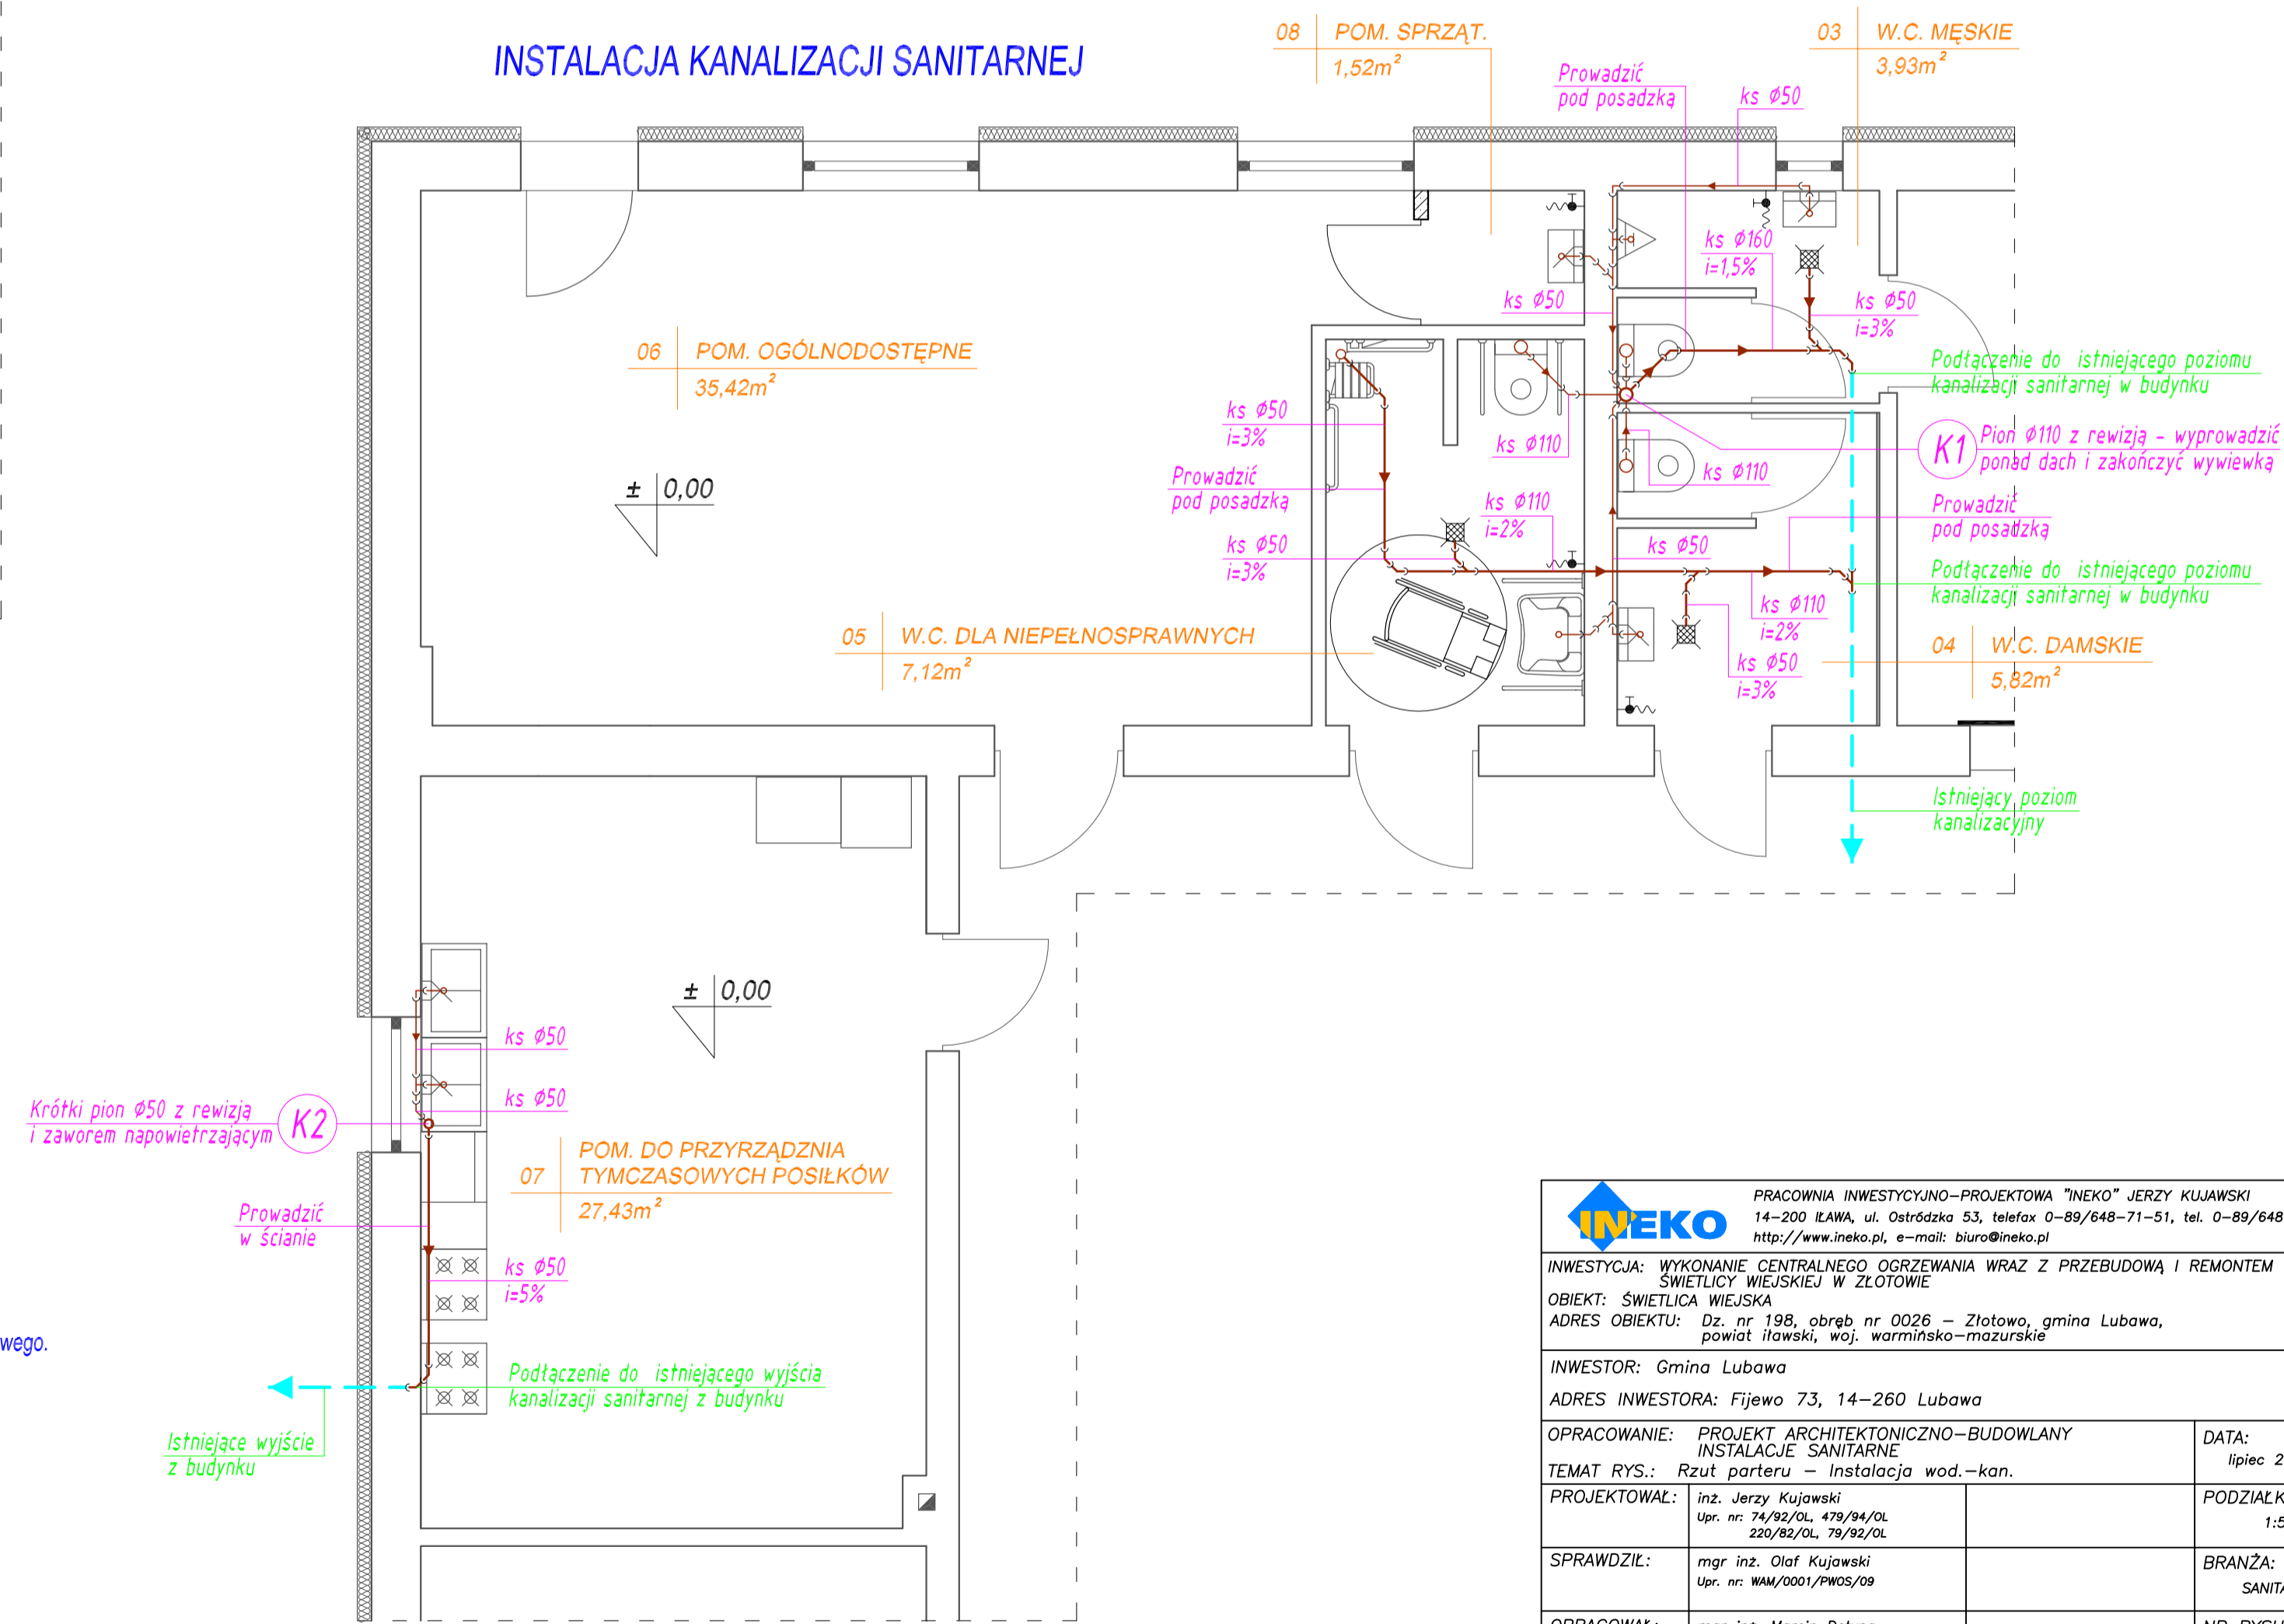 INSTALACJA KANALIZACJI SANITARNEJ
08 POM. SPRZĄT.
1,52m²
03 W.C. MĘSKIE
3,93m²
Prowadzić
pod posadzką
ks Ø50
ks Ø160
i=1,5%
ks Ø50
ks Ø50
i=3%
06 POM. OGÓLNODOSTĘPNE
35,42m²
Podłączenie do istniejącego poziomu
kanalizacji sanitarnej w budynku
ks Ø50
i=3%
ks Ø110
K1
Pion Ø110 z rewizją - wyprowadzić
ponad dach i zakończyć wywiewką
ks Ø110
Prowadzić
pod posadzką
± 0,00
ks Ø110
i=2%
Prowadzić
pod posadzką
ks Ø50
i=3%
ks Ø50
Podłączenie do istniejącego poziomu
kanalizacji sanitarnej w budynku
ks Ø110
i=2%
05 W.C. DLA NIEPEŁNOSPRAWNYCH
7,12m²
ks Ø50
i=3%
04 W.C. DAMSKIE
5,82m²
Istniejący poziom
kanalizacyjny
± 0,00
ks Ø50
ks Ø50
Krótki pion Ø50 z rewizją
i zaworem napowietrzającym
K2
07 POM. DO PRZYRZĄDZNIA
TYMCZASOWYCH POSIŁKÓW
27,43m²
Prowadzić
w ścianie
ks Ø50
i=5%
wego.
Podłączenie do istniejącego wyjścia
kanalizacji sanitarnej z budynku
Istniejące wyjście
z budynku
INEKO
PRACOWNIA INWESTYCYJNO-PROJEKTOWA "INEKO" JERZY KUJAWSKI
14-200 IŁAWA, ul. Ostródzka 53, telefax 0-89/648-71-51, tel. 0-89/648
http://www.ineko.pl, e-mail: biuro@ineko.pl
INWESTYCJA: WYKONANIE CENTRALNEGO OGRZEWANIA WRAZ Z PRZEBUDOWĄ I REMONTEM
ŚWIETLICY WIEJSKIEJ W ZŁOTOWIE
OBIEKT: ŚWIETLICA WIEJSKA
ADRES OBIEKTU: Dz. nr 198, obręb nr 0026 - Złotowo, gmina Lubawa,
powiat iławski, woj. warmińsko-mazurskie
INWESTOR: Gmina Lubawa
ADRES INWESTORA: Fijewo 73, 14-260 Lubawa
OPRACOWANIE: PROJEKT ARCHITEKTONICZNO-BUDOWLANY
INSTALACJE SANITARNE
TEMAT RYS.: Rzut parteru - Instalacja wod.-kan.
DATA:
lipiec 2
PROJEKTOWAŁ: inż. Jerzy Kujawski
Upr. nr: 74/92/OL, 479/94/OL
220/82/OL, 79/92/OL
PODZIAŁK
1:5
SPRAWDZIŁ: mgr inż. Olaf Kujawski
Upr. nr: WAM/0001/PWOS/09
BRANŻA:
SANITA